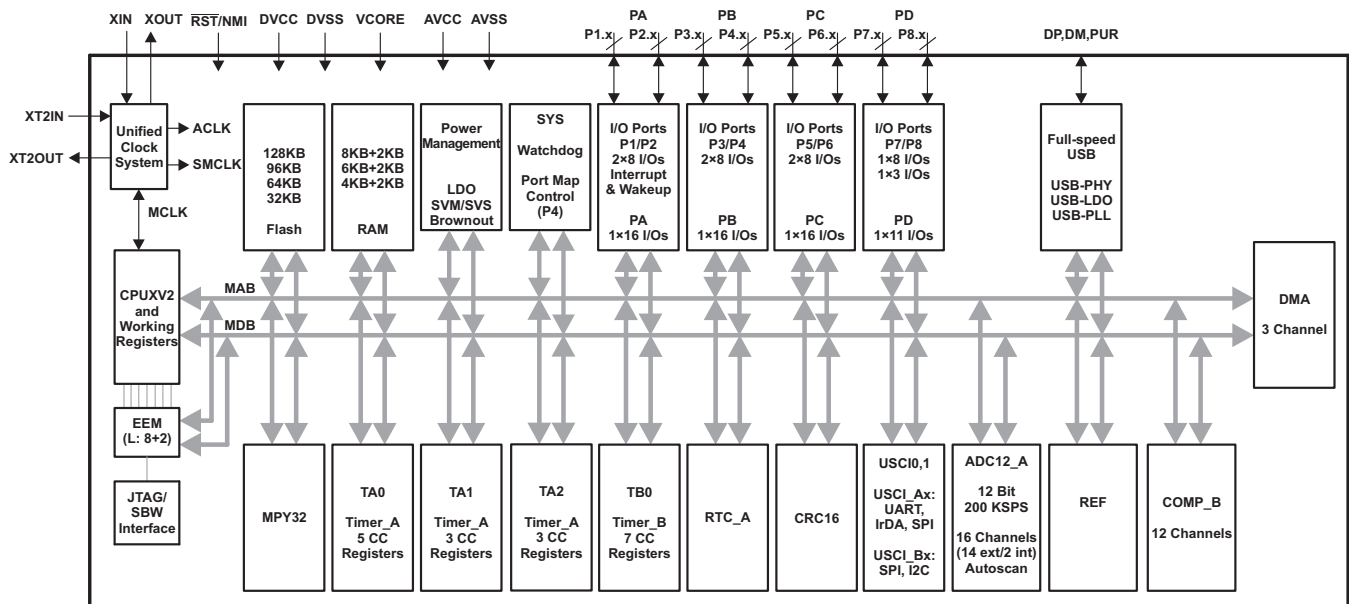 XIN
XOUT
RST/NMI
DVCC
DVSS
VCORE
AVCC
AVSS
PA
P1.x
P2.x
PB
P3.x
P4.x
PC
P5.x
P6.x
PD
P7.x
P8.x
DP,DM,PUR
XT2IN
XT2OUT
Unified
Clock
System
ACLK
SMCLK
MCLK
128KB
96KB
64KB
32KB
Flash
8KB+2KB
6KB+2KB
4KB+2KB
RAM
Power
Management
LDO
SVM/SVS
Brownout
SYS
Watchdog
Port Map
Control
(P4)
I/O Ports
P1/P2
2×8 I/Os
Interrupt
& Wakeup
PA
1×16 I/Os
I/O Ports
P3/P4
2×8 I/Os
PB
1×16 I/Os
I/O Ports
P5/P6
2×8 I/Os
PC
1×16 I/Os
I/O Ports
P7/P8
1×8 I/Os
1×3 I/Os
PD
1×11 I/Os
Full-speed
USB
USB-PHY
USB-LDO
USB-PLL
CPUXV2
and
Working
Registers
MAB
MDB
DMA
3 Channel
EEM
(L: 8+2)
JTAG/
SBW
Interface
MPY32
TA0
Timer_A
5 CC
Registers
TA1
Timer_A
3 CC
Registers
TA2
Timer_A
3 CC
Registers
TB0
Timer_B
7 CC
Registers
RTC_A
CRC16
USCI0,1
USCI_Ax:
UART,
IrDA, SPI
USCI_Bx:
SPI, I2C
ADC12_A
12 Bit
200 KSPS
16 Channels
(14 ext/2 int)
Autoscan
REF
COMP_B
12 Channels